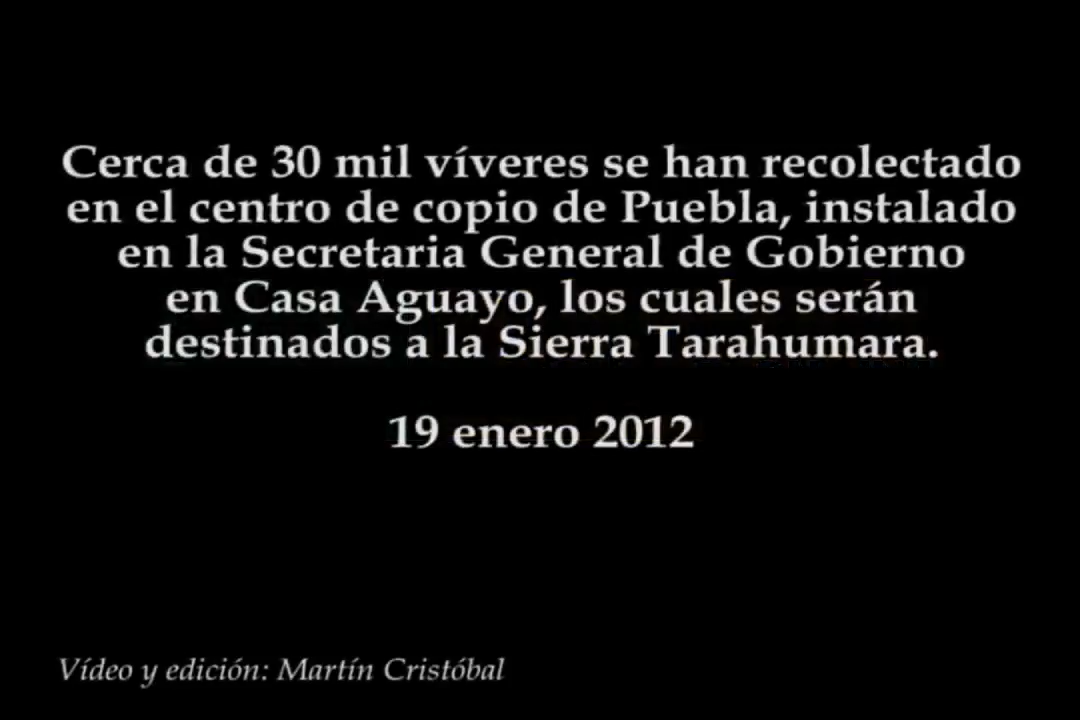 Cerca de 30 mil víveres se han recolectado
en el centro de copio de Puebla, instalado
en la Secretaria General de Gobierno
en Casa Aguayo, los cuales serán
destinados a la Sierra Tarahumara.
19 enero 2012
Vídeo y edición: Martín Cristóbal